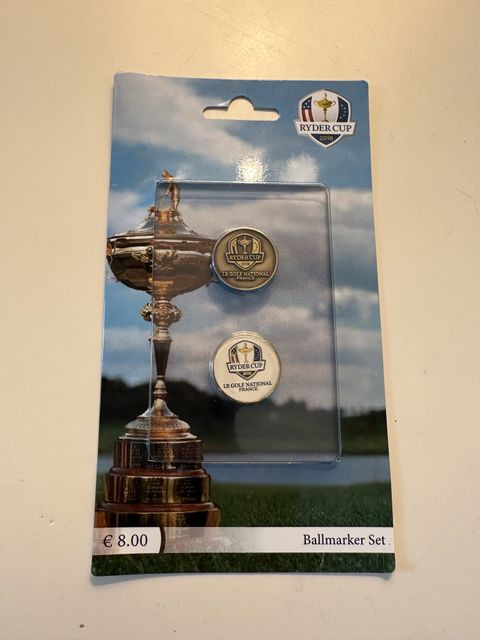 RYDER CUP
2018
RYDER CUP
LE GOLF NATIONAL
FRANCE
RYDER CUP
2018
LE GOLF NATIONAL
FRANCE
€ 8.00
Ballmarker Set